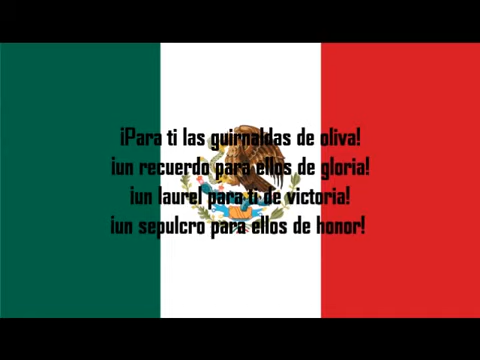 ¡Para ti las guirnaldas de oliva!
¡un recuerdo para ellos de gloria!
¡un laurel para ti de victoria!
¡un sepulcro para ellos de honor!